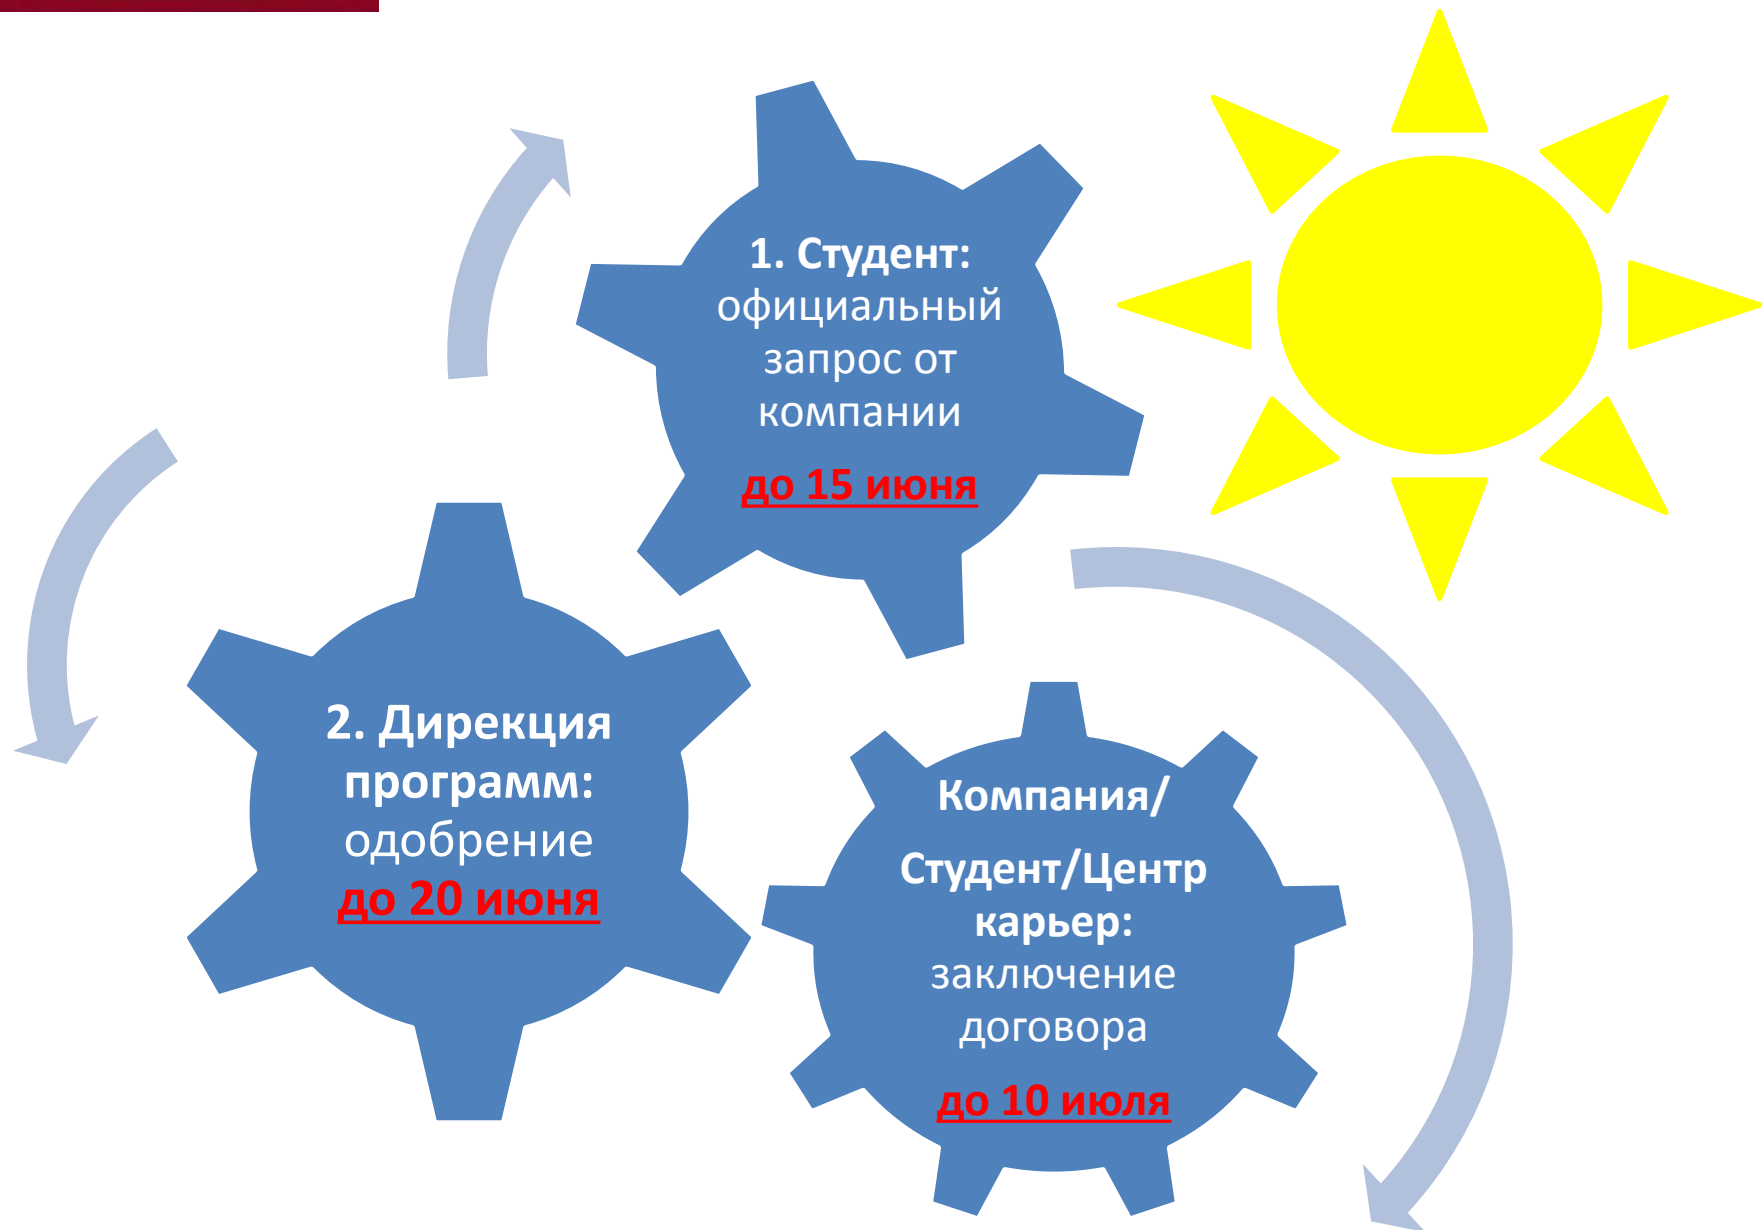 1. Студент:
официальный
запрос от
компании
до 15 июня
2. Дирекция
программ:
одобрение
до 20 июня
Компания/
Студент/Центр
карьер:
заключение
договора
до 10 июля